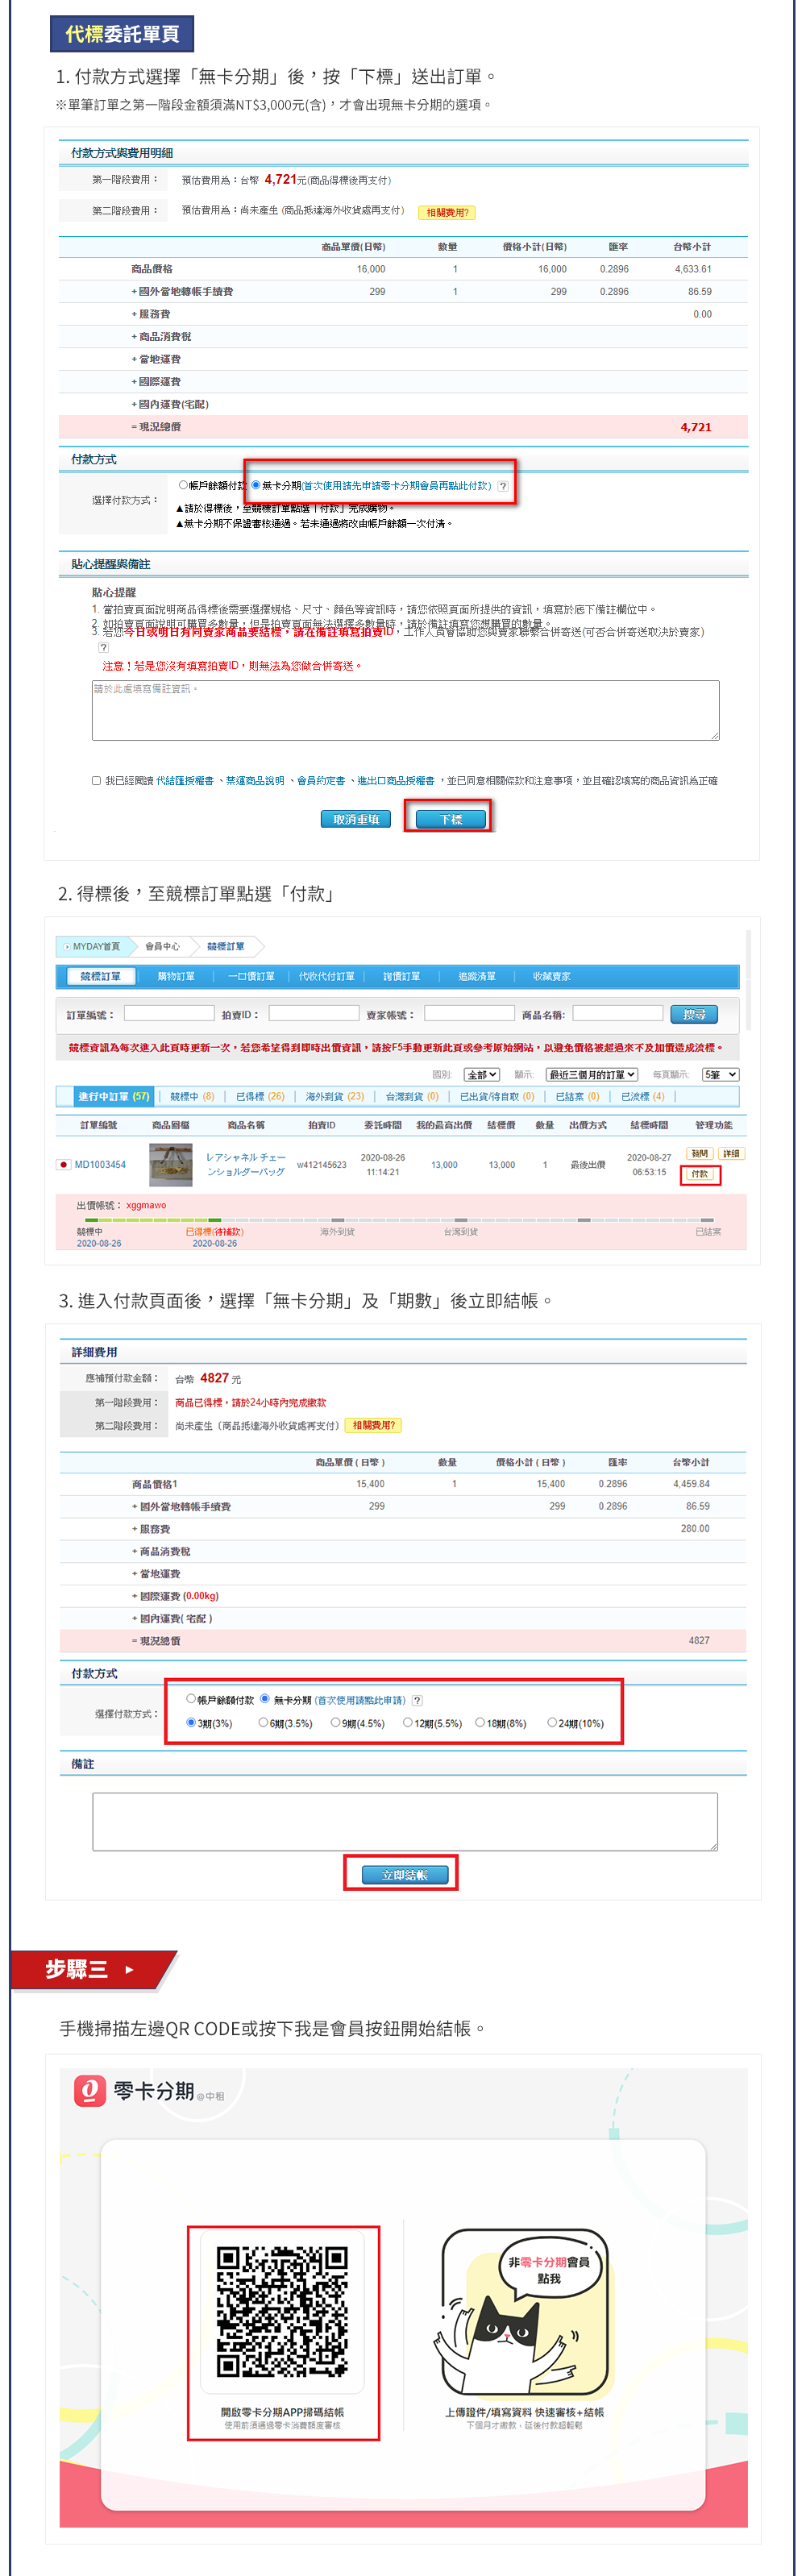 代標委託單頁
1. 付款方式選擇「無卡分期」後，按「下標」送出訂單。
※單筆訂單之第一階段金額須滿NT$3,000元(含)，才會出現無卡分期的選項。
付款方式與費用明細
第一階段費用： 預估費用為：台幣 4,721元(商品得標後再支付)
第二階段費用： 預估費用為：尚未產生 (商品抵達海外收貨處再支付) 相關費用?
商品單價(日幣) 數量 價格小計(日幣) 匯率 台幣小計
商品價格 16,000 1 16,000 0.2896 4,633.61
+ 國外當地轉帳手續費 299 1 299 0.2896 86.59
+ 服務費 0.00
+ 商品消費稅
+ 當地運費
+ 國際運費
+ 國內運費(宅配)
= 現況總價 4,721
付款方式
選擇付款方式： 帳戶餘額付款 無卡分期(首次使用請先申請零卡分期會員再點此付款) ?
▲請於得標後，至競標訂單點選「付款」完成購物。
▲無卡分期不保證審核通過。若未通過將改由帳戶餘額一次付清。
貼心提醒與備註
貼心提醒
1. 當拍賣頁面說明商品得標後需要選擇規格、尺寸、顏色等資訊時，請您依照頁面所提供的資訊，填寫於底下備註欄位中。
2. 如拍賣頁面說明可購買多數量，但是拍賣頁面無法選擇多數量時，請於備註填寫您想購買的數量。
3. 若您今日或明日有同賣家商品要結標，請在備註填寫拍賣ID，工作人員會協助您與賣家聯繫合併寄送(可否合併寄送取決於賣家)
?
注意！若是您沒有填寫拍賣ID，則無法為您做合併寄送。
請於此處填寫備註資訊。
我已經閱讀 代結匯授權書 、禁運商品說明 、會員約定書 、進出口商品授權書 ，並已同意相關條款和注意事項，並且確認填寫的商品資訊為正確
取消重填 下標
2. 得標後，至競標訂單點選「付款」
MYDAY首頁 會員中心 競標訂單
競標訂單 購物訂單 一口價訂單 代收代付訂單 詢價訂單 追蹤清單 收藏賣家
訂單編號： 拍賣ID： 賣家帳號： 商品名稱: 搜尋
競標資訊為每次進入此頁時更新一次，若您希望得到即時出價資訊，請按F5手動更新此頁或參考原始網站，以避免價格被超過來不及加價造成流標。
國別: 全部 顯示: 最近三個月的訂單 每頁顯示: 5筆
進行中訂單 (57) 競標中 (8) 已得標 (26) 海外到貨 (23) 台灣到貨 (0) 已出貨/待自取 (0) 已結案 (0) 已流標 (4)
訂單編號 商品圖檔 商品名稱 拍賣ID 委託時間 我的最高出價 結標價 數量 出價方式 結標時間 管理功能
MD1003454 レアシャネル チェーンショルダーバッグ w412145623 2020-08-26 11:14:21 13,000 13,000 1 最後出價 2020-08-27 06:53:15 發問 詳細 付款
出價帳號： xggmawo
競標中 已得標(待補款) 海外到貨 台灣到貨 已結案
2020-08-26 2020-08-26
3. 進入付款頁面後，選擇「無卡分期」及「期數」後立即結帳。
詳細費用
應補預付款金額： 台幣 4827 元
第一階段費用： 商品已得標，請於24小時內完成繳款
第二階段費用： 尚未產生（商品抵達海外收貨處再支付） 相關費用?
商品單價 ( 日幣 ) 數量 價格小計 ( 日幣 ) 匯率 台幣小計
商品價格1 15,400 1 15,400 0.2896 4,459.84
+ 國外當地轉帳手續費 299 299 0.2896 86.59
+ 服務費 280.00
+ 商品消費稅
+ 當地運費
+ 國際運費 (0.00kg)
+ 國內運費( 宅配 )
= 現況總價 4827
付款方式
選擇付款方式： 帳戶餘額付款 無卡分期 (首次使用請點此申請) ?
3期(3%) 6期(3.5%) 9期(4.5%) 12期(5.5%) 18期(8%) 24期(10%)
備註
立即結帳
步驟三
手機掃描左邊QR CODE或按下我是會員按鈕開始結帳。
零卡分期@中租
非零卡分期會員
點我
開啟零卡分期APP掃碼結帳
使用前須通過零卡消費額度審核
上傳證件/填寫資料 快速審核+結帳
下個月才繳款，延後付款超輕鬆